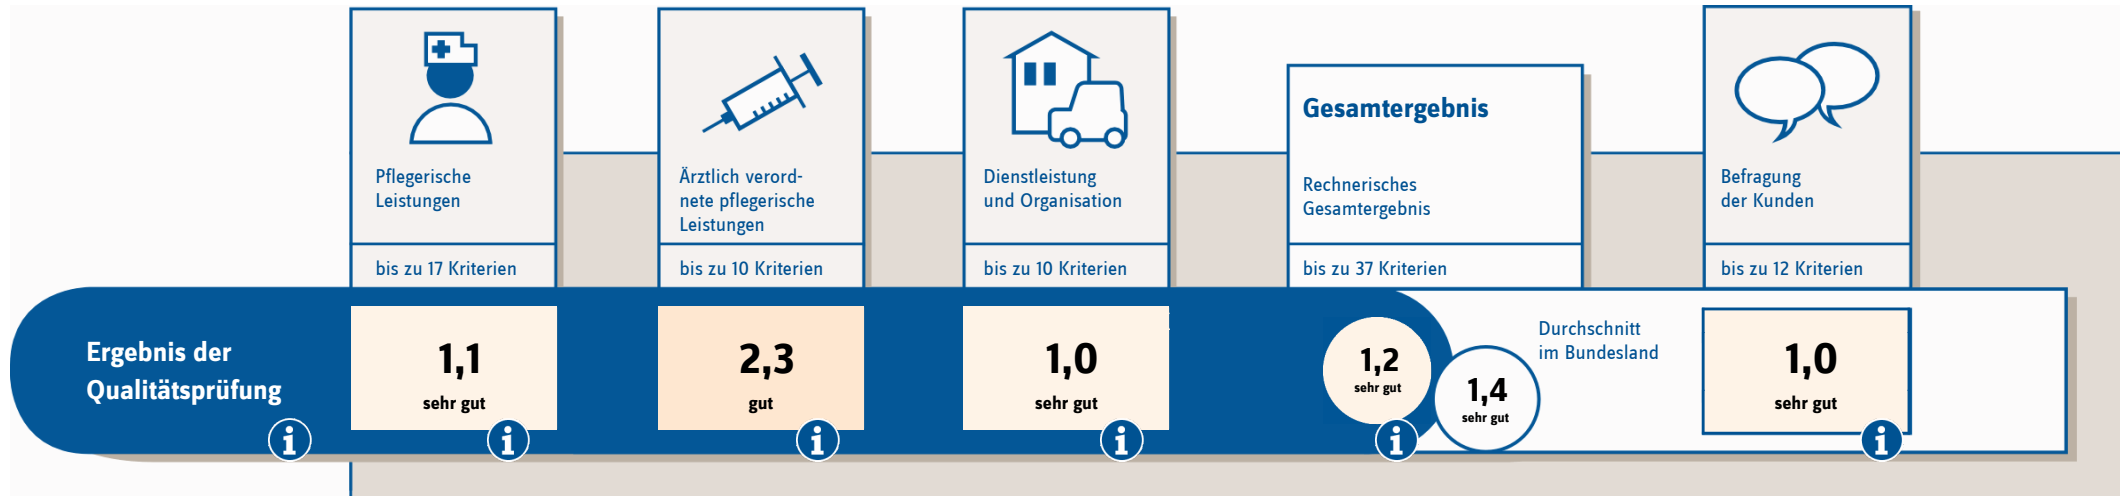 Pflegerische
Leistungen
bis zu 17 Kriterien
Ärztlich verord-
nete pflegerische
Leistungen
bis zu 10 Kriterien
Dienstleistung
und Organisation
bis zu 10 Kriterien
Gesamtergebnis
Rechnerisches
Gesamtergebnis
bis zu 37 Kriterien
Befragung
der Kunden
bis zu 12 Kriterien
Ergebnis der
Qualitätsprüfung
i
1,1
sehr gut
i
2,3
gut
i
1,0
sehr gut
i
1,2
sehr gut
i
1,4
sehr gut
Durchschnitt
im Bundesland
1,0
sehr gut
i